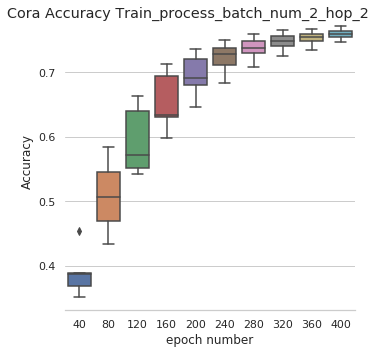 Cora Accuracy Train_process_batch_num_2_hop_2
Accuracy
0.7
0.6
0.5
0.4
40 80 120 160 200 240 280 320 360 400
epoch number